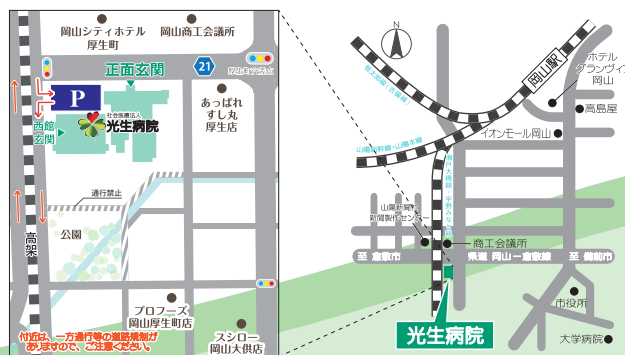 岡山シティホテル
厚生町
岡山商工会議所
正面玄関
21
P
あっぱれ
すし丸
厚生店
西館
玄関
社会医療法人
光生病院
通行禁止
公園
高架
プロフーズ
岡山厚生町店
スシロー
岡山大供店
付近は、一方通行等の道路規制が
ありますので、ご注意ください。
N
岡山駅
ホテル
グランヴィア
岡山
高島屋
イオンモール岡山
山陽新幹線・山陽本線
商工会議所
至 倉敷市
県道 岡山ー倉敷線
至 備前市
光生病院
市役所
大学病院